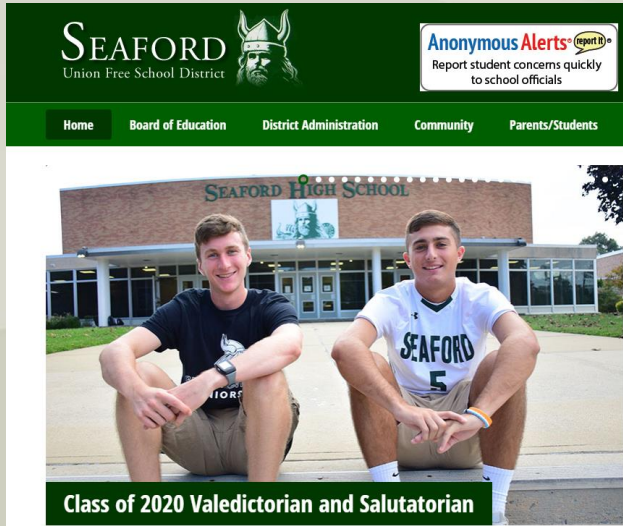 SEAFORD
Union Free School District
Anonymous Alerts® report it®
Report student concerns quickly
to school officials
Home Board of Education District Administration Community Parents/Students
SEAFORD HIGH SCHOOL
SEAFORD
5
NIORS
Class of 2020 Valedictorian and Salutatorian